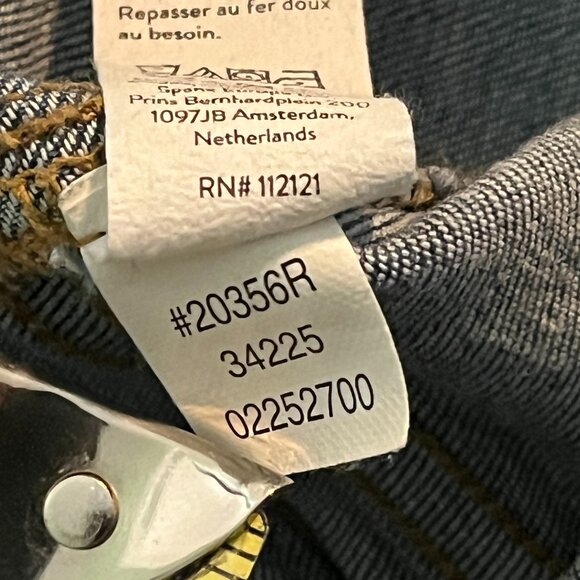 Repasser au fer doux
au besoin.
Prins Bernhardplein 200
1097JB Amsterdam,
Netherlands
RN# 112121
#20356R
34225
02252700